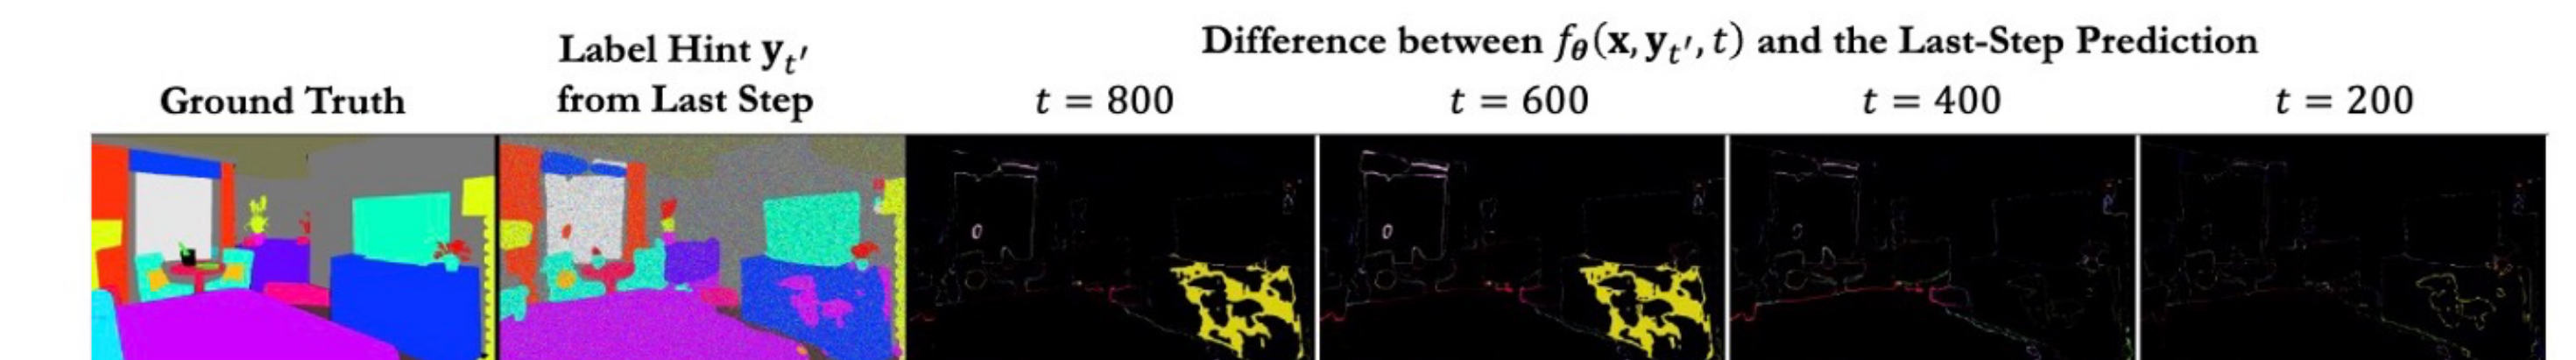 Ground Truth
Label Hint y_{t'}
from Last Step
Difference between f_θ(x, y_{t'}, t) and the Last-Step Prediction
t = 800
t = 600
t = 400
t = 200